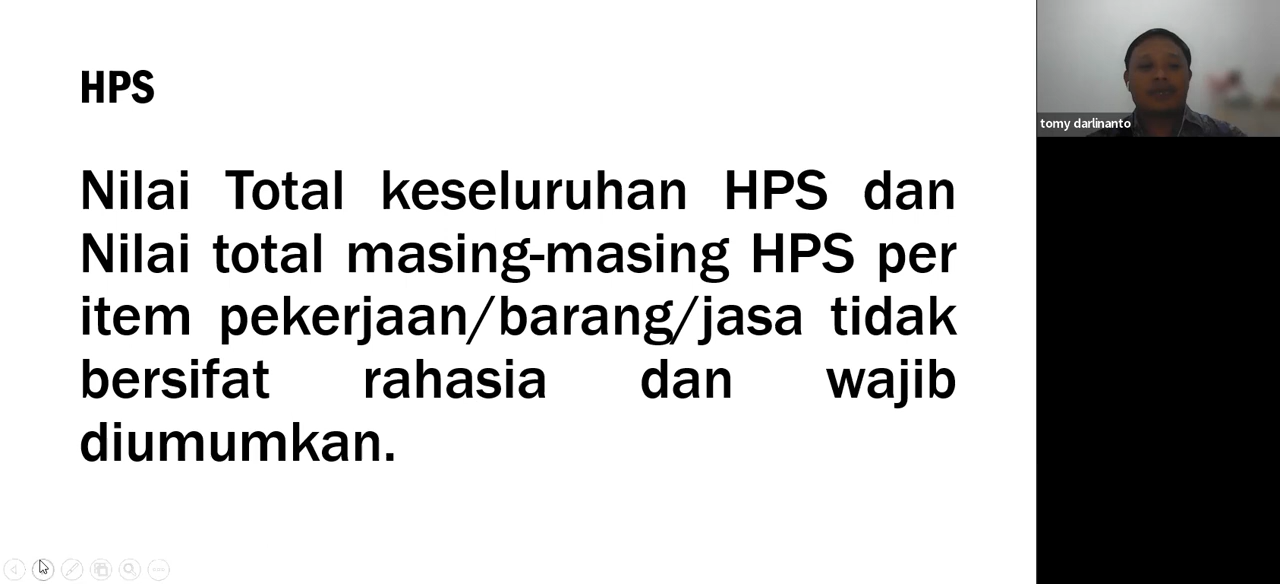 HPS
Nilai Total keseluruhan HPS dan
Nilai total masing-masing HPS per
item pekerjaan/barang/jasa tidak
bersifat rahasia dan wajib
diumumkan.
tomy darlinanto